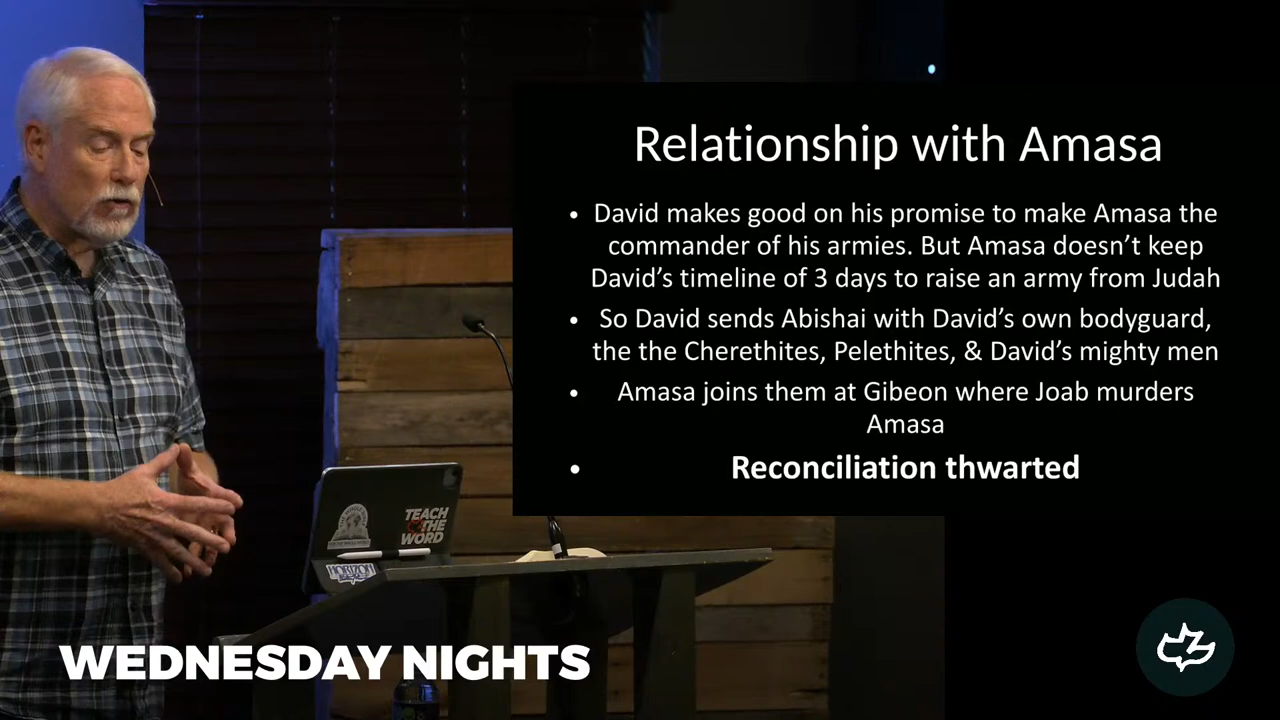 Relationship with Amasa
• David makes good on his promise to make Amasa the
commander of his armies. But Amasa doesn’t keep
David’s timeline of 3 days to raise an army from Judah
• So David sends Abishai with David’s own bodyguard,
the the Cherethites, Pelethites, & David’s mighty men
• Amasa joins them at Gibeon where Joab murders
Amasa
• Reconciliation thwarted
TEACH
THE
WORD
HORIZON
WEDNESDAY NIGHTS